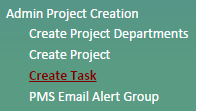 Admin Project Creation
Create Project Departments
Create Project
Create Task
PMS Email Alert Group